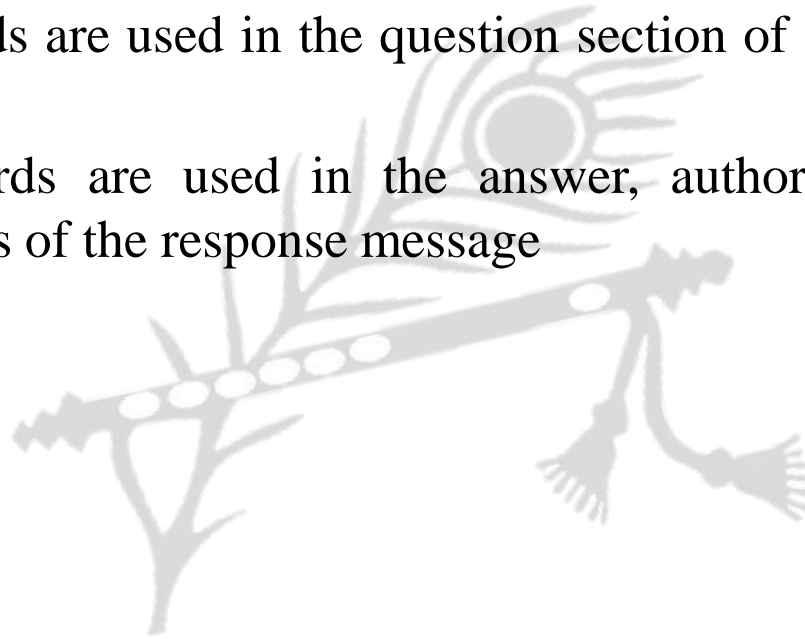 ds are used in the question section of
rds are used in the answer, author
s of the response message